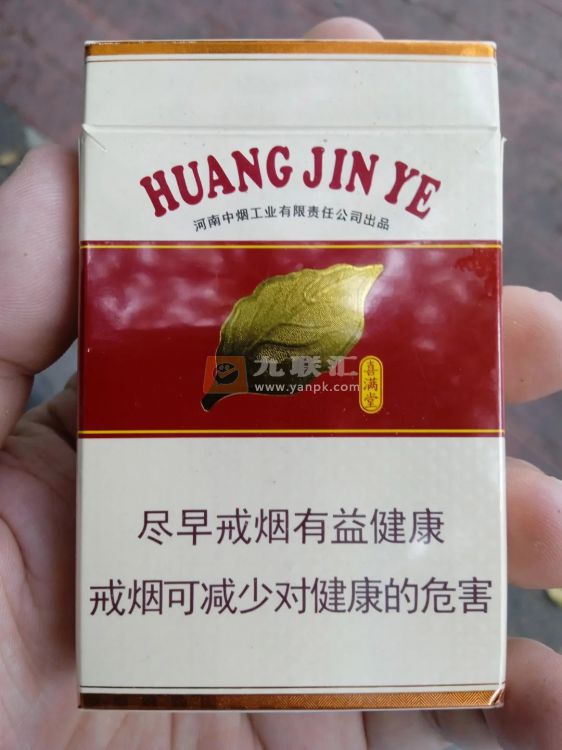 HUANG JIN YE
河南中烟工业有限责任公司出品
九联汇
www.yanpk.com
喜满堂
尽早戒烟有益健康
戒烟可减少对健康的危害